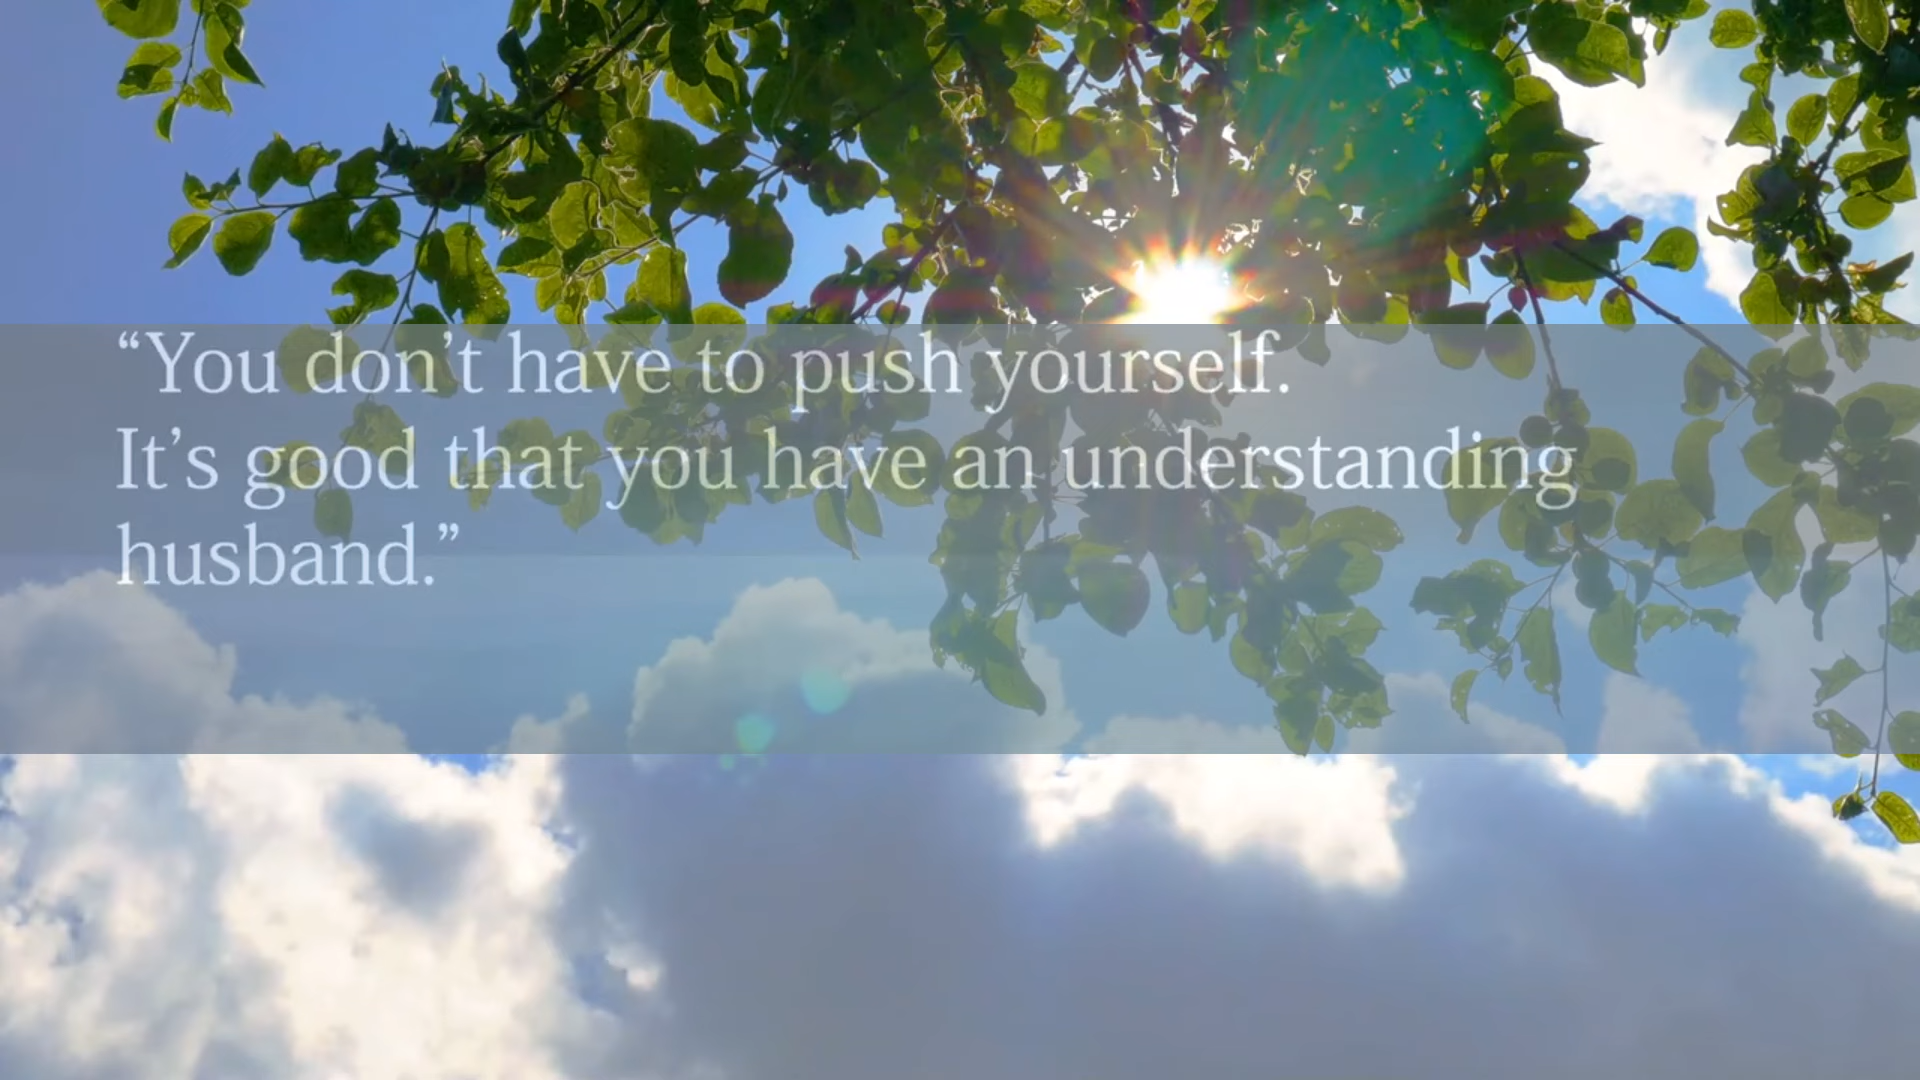 “You don’t have to push yourself.
It’s good that you have an understanding
husband.”